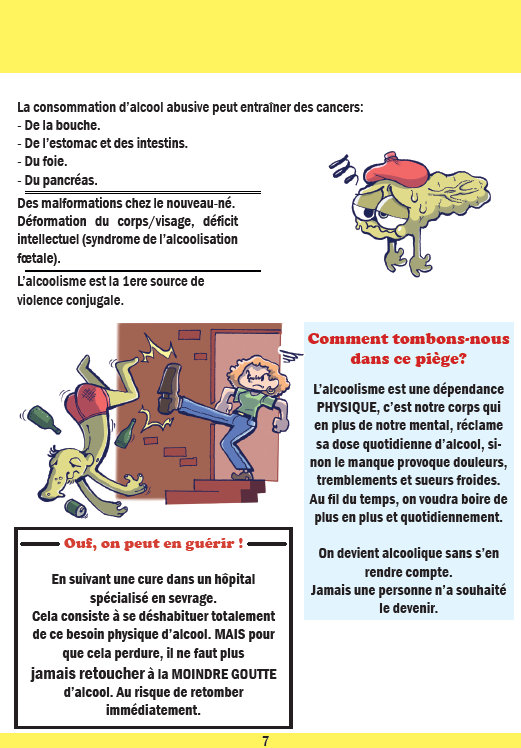 La consommation d'alcool abusive peut entraîner des cancers:
- De la bouche.
- De l'estomac et des intestins.
- Du foie.
- Du pancréas.
Des malformations chez le nouveau-né.
Déformation du corps/visage, déficit
intellectuel (syndrome de l'alcoolisation
fœtale).
L'alcoolisme est la 1ere source de
violence conjugale.
Comment tombons-nous
dans ce piège?
L'alcoolisme est une dépendance
PHYSIQUE, c'est notre corps qui
en plus de notre mental, réclame
sa dose quotidienne d'alcool, si-
non le manque provoque douleurs,
tremblements et sueurs froides.
Au fil du temps, on voudra boire de
plus en plus et quotidiennement.
On devient alcoolique sans s'en
rendre compte.
Jamais une personne n'a souhaité
le devenir.
Ouf, on peut en guérir !
En suivant une cure dans un hôpital
spécialisé en sevrage.
Cela consiste à se déshabituer totalement
de ce besoin physique d'alcool. MAIS pour
que cela perdure, il ne faut plus
jamais retoucher à la MOINDRE GOUTTE
d'alcool. Au risque de retomber
immédiatement.
7